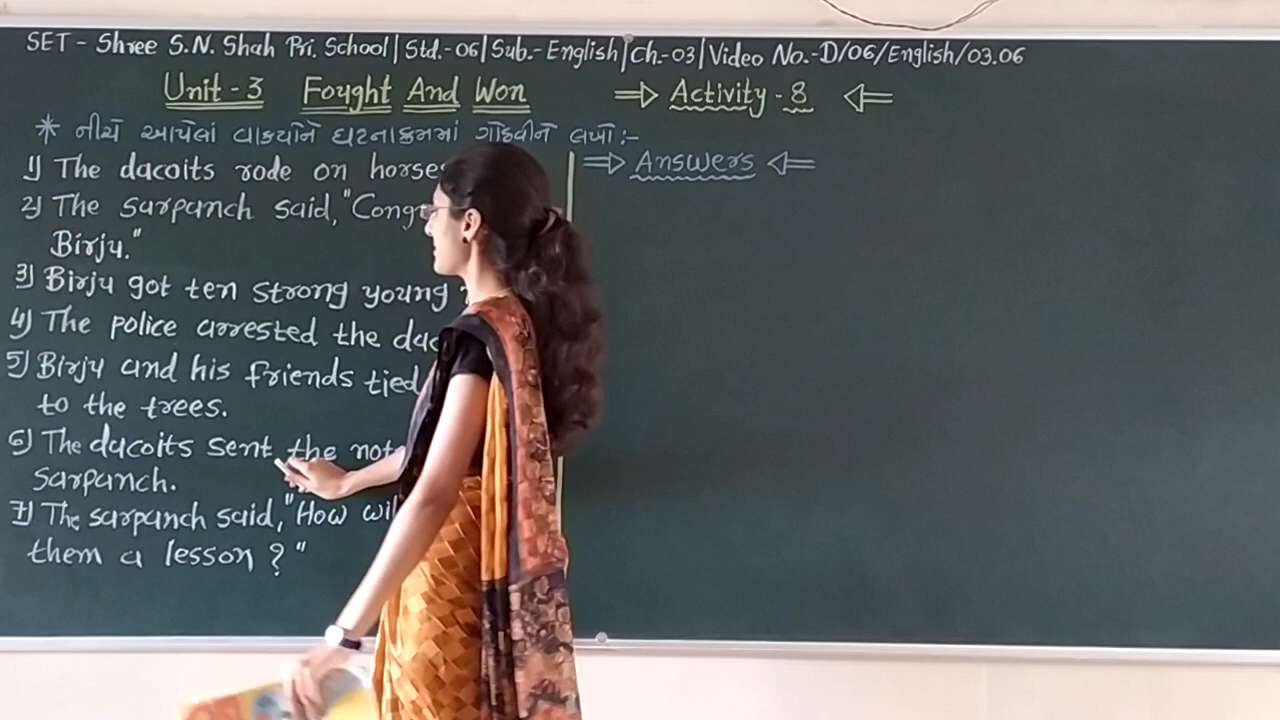 SET - Shree S.N. Shah Pri. School | Std.-06 | Sub.- English | Ch.-03 | Video No.-D/06/English/03.06
Unit - 3 Fought And Won ⇒ Activity - 8 ⇐
* નીચે આપેલાં વાક્યોને ઘટનાક્રમમાં ગોઠવીને લખો :-
⇒ Answers ⇐
1) The dacoits rode on horses
2) The sarpanch said, "Cong
Birju."
3) Birju got ten strong young
4) The police arrested the dac
5) Birju and his friends tied
to the trees.
6) The dacoits sent the not
sarpanch.
7) The sarpanch said, "How wil
them a lesson ? "